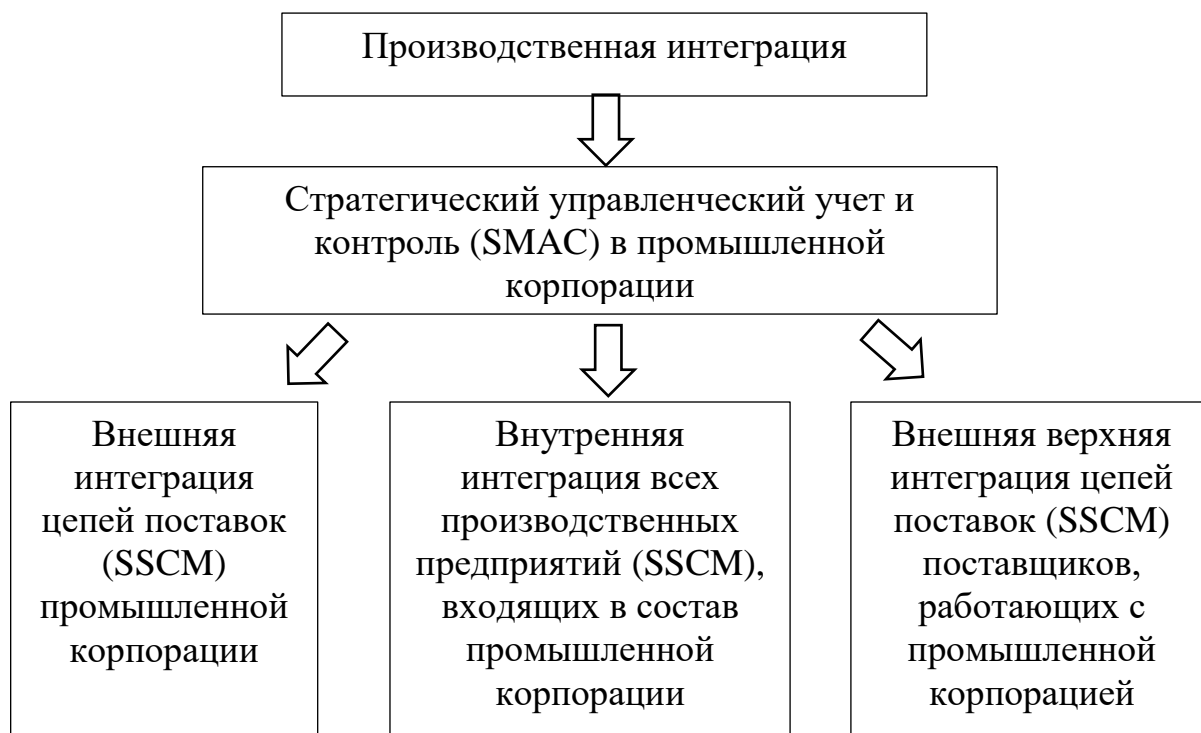 Производственная интеграция
Стратегический управленческий учет и
контроль (SMAC) в промышленной
корпорации
Внешняя
интеграция
цепей поставок
(SSCM)
промышленной
корпорации
Внутренняя
интеграция всех
производственных
предприятий (SSCM),
входящих в состав
промышленной
корпорации
Внешняя верхняя
интеграция цепей
поставок (SSCM)
поставщиков,
работающих с
промышленной
корпорацией